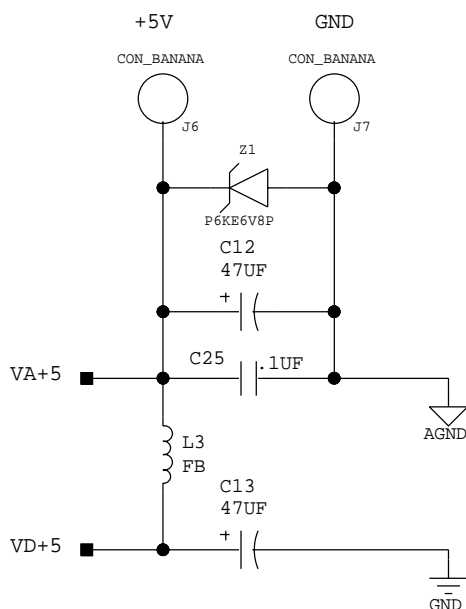 +5V GND
CON_BANANA CON_BANANA
J6 J7
Z1
P6KE6V8P
C12
47UF
+
C25 .1UF
VA+5
AGND
L3
FB
C13
47UF
+
VD+5
GND